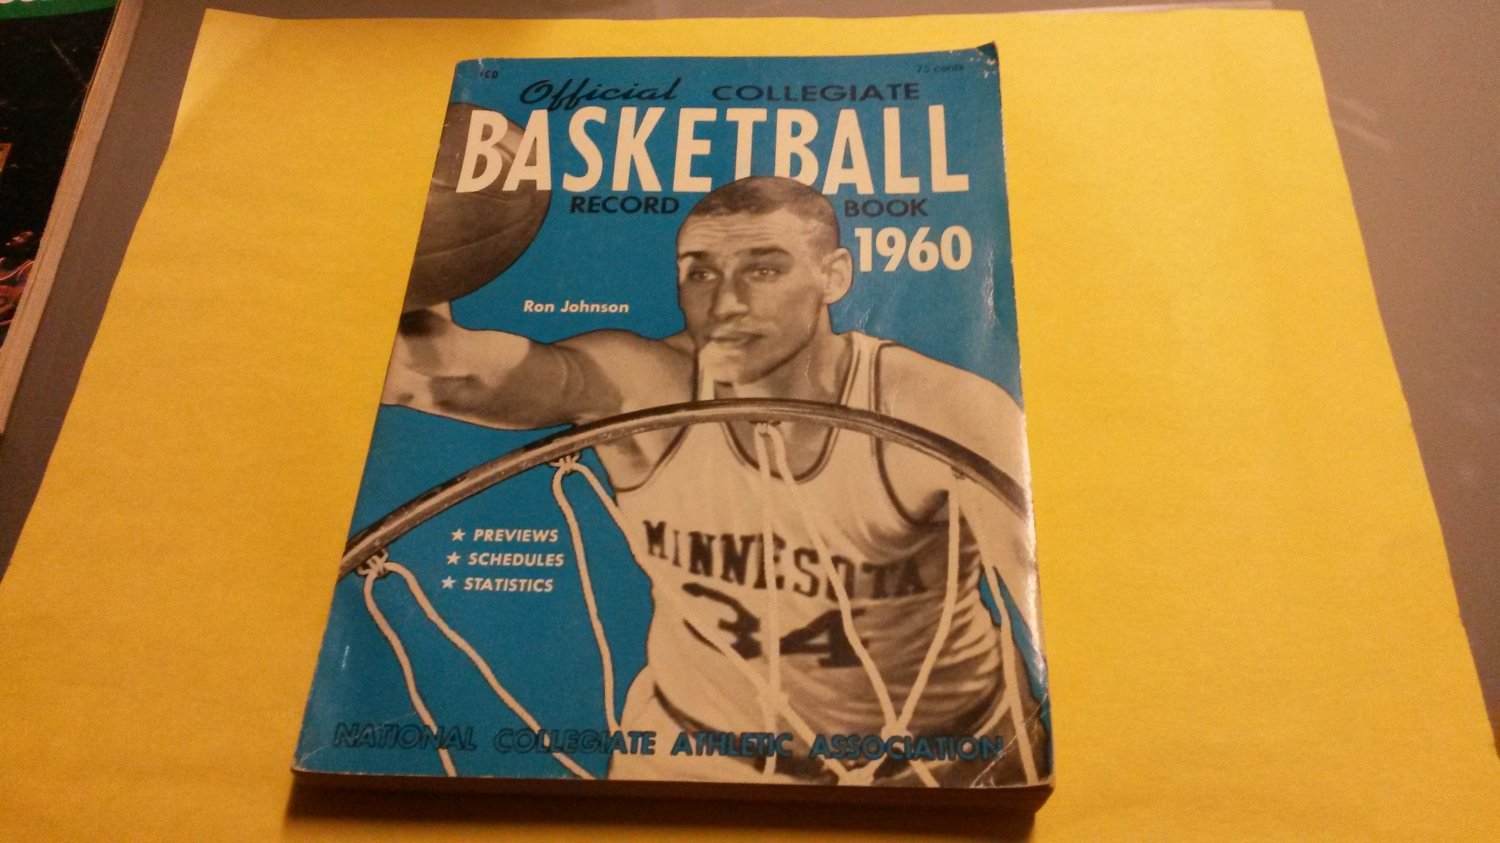 75 cents
Official COLLEGIATE
BASKETBALL
RECORD BOOK
1960
Ron Johnson
★ PREVIEWS
★ SCHEDULES
★ STATISTICS
MINNESOTA
34
NATIONAL COLLEGIATE ATHLETIC ASSOCIATION